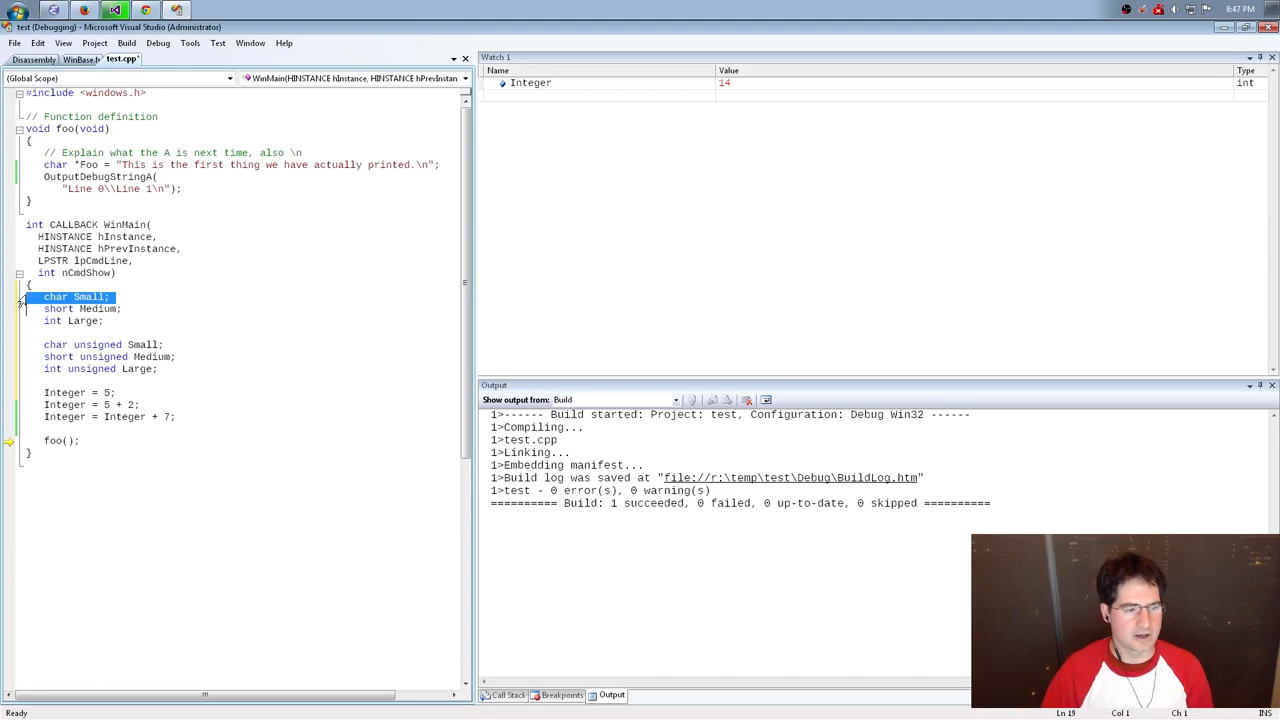 8:47 PM
test (Debugging) - Microsoft Visual Studio (Administrator)
File Edit View Project Build Debug Tools Test Window Help
Disassembly WinBase.h test.cpp*
(Global Scope) WinMain(HINSTANCE hInstance, HINSTANCE hPrevInstan
#include <windows.h>
// Function definition
void foo(void)
{
// Explain what the A is next time, also \n
char *Foo = "This is the first thing we have actually printed.\n";
OutputDebugStringA(
"Line 0\\Line 1\n");
}
int CALLBACK WinMain(
HINSTANCE hInstance,
HINSTANCE hPrevInstance,
LPSTR lpCmdLine,
int nCmdShow)
{
char Small;
short Medium;
int Large;
char unsigned Small;
short unsigned Medium;
int unsigned Large;
Integer = 5;
Integer = 5 + 2;
Integer = Integer + 7;
foo();
}
Watch 1
Name Value Type
Integer 14 int
Output
Show output from: Build
1>------ Build started: Project: test, Configuration: Debug Win32 ------
1>Compiling...
1>test.cpp
1>Linking...
1>Embedding manifest...
1>Build log was saved at "file://r:\temp\test\Debug\BuildLog.htm"
1>test - 0 error(s), 0 warning(s)
========== Build: 1 succeeded, 0 failed, 0 up-to-date, 0 skipped ==========
Call Stack Breakpoints Output
Ready Ln 19 Col 1 Ch 1 INS